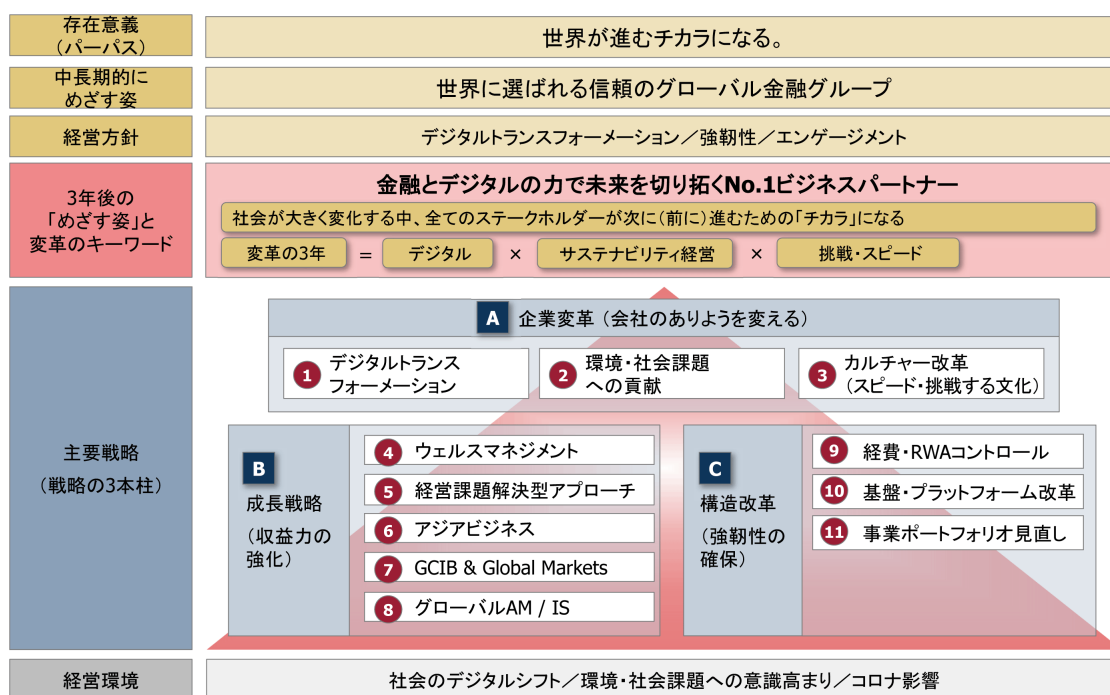 存在意義
(パーパス)
世界が進むチカラになる。
中長期的に
めざす姿
世界に選ばれる信頼のグローバル金融グループ
経営方針
デジタルトランスフォーメーション／強靭性／エンゲージメント
3年後の
「めざす姿」と
変革のキーワード
金融とデジタルの力で未来を切り拓くNo.1ビジネスパートナー
社会が大きく変化する中、全てのステークホルダーが次に(前に)進むための「チカラ」になる
変革の3年 = デジタル × サステナビリティ経営 × 挑戦・スピード
主要戦略
(戦略の3本柱)
A 企業変革 (会社のありようを変える)
1 デジタルトランス
フォーメーション
2 環境・社会課題
への貢献
3 カルチャー改革
(スピード・挑戦する文化)
B
成長戦略
(収益力の
強化)
4 ウェルスマネジメント
5 経営課題解決型アプローチ
6 アジアビジネス
7 GCIB & Global Markets
8 グローバルAM / IS
C
構造改革
(強靭性の
確保)
9 経費・RWAコントロール
10 基盤・プラットフォーム改革
11 事業ポートフォリオ見直し
経営環境
社会のデジタルシフト／環境・社会課題への意識高まり／コロナ影響